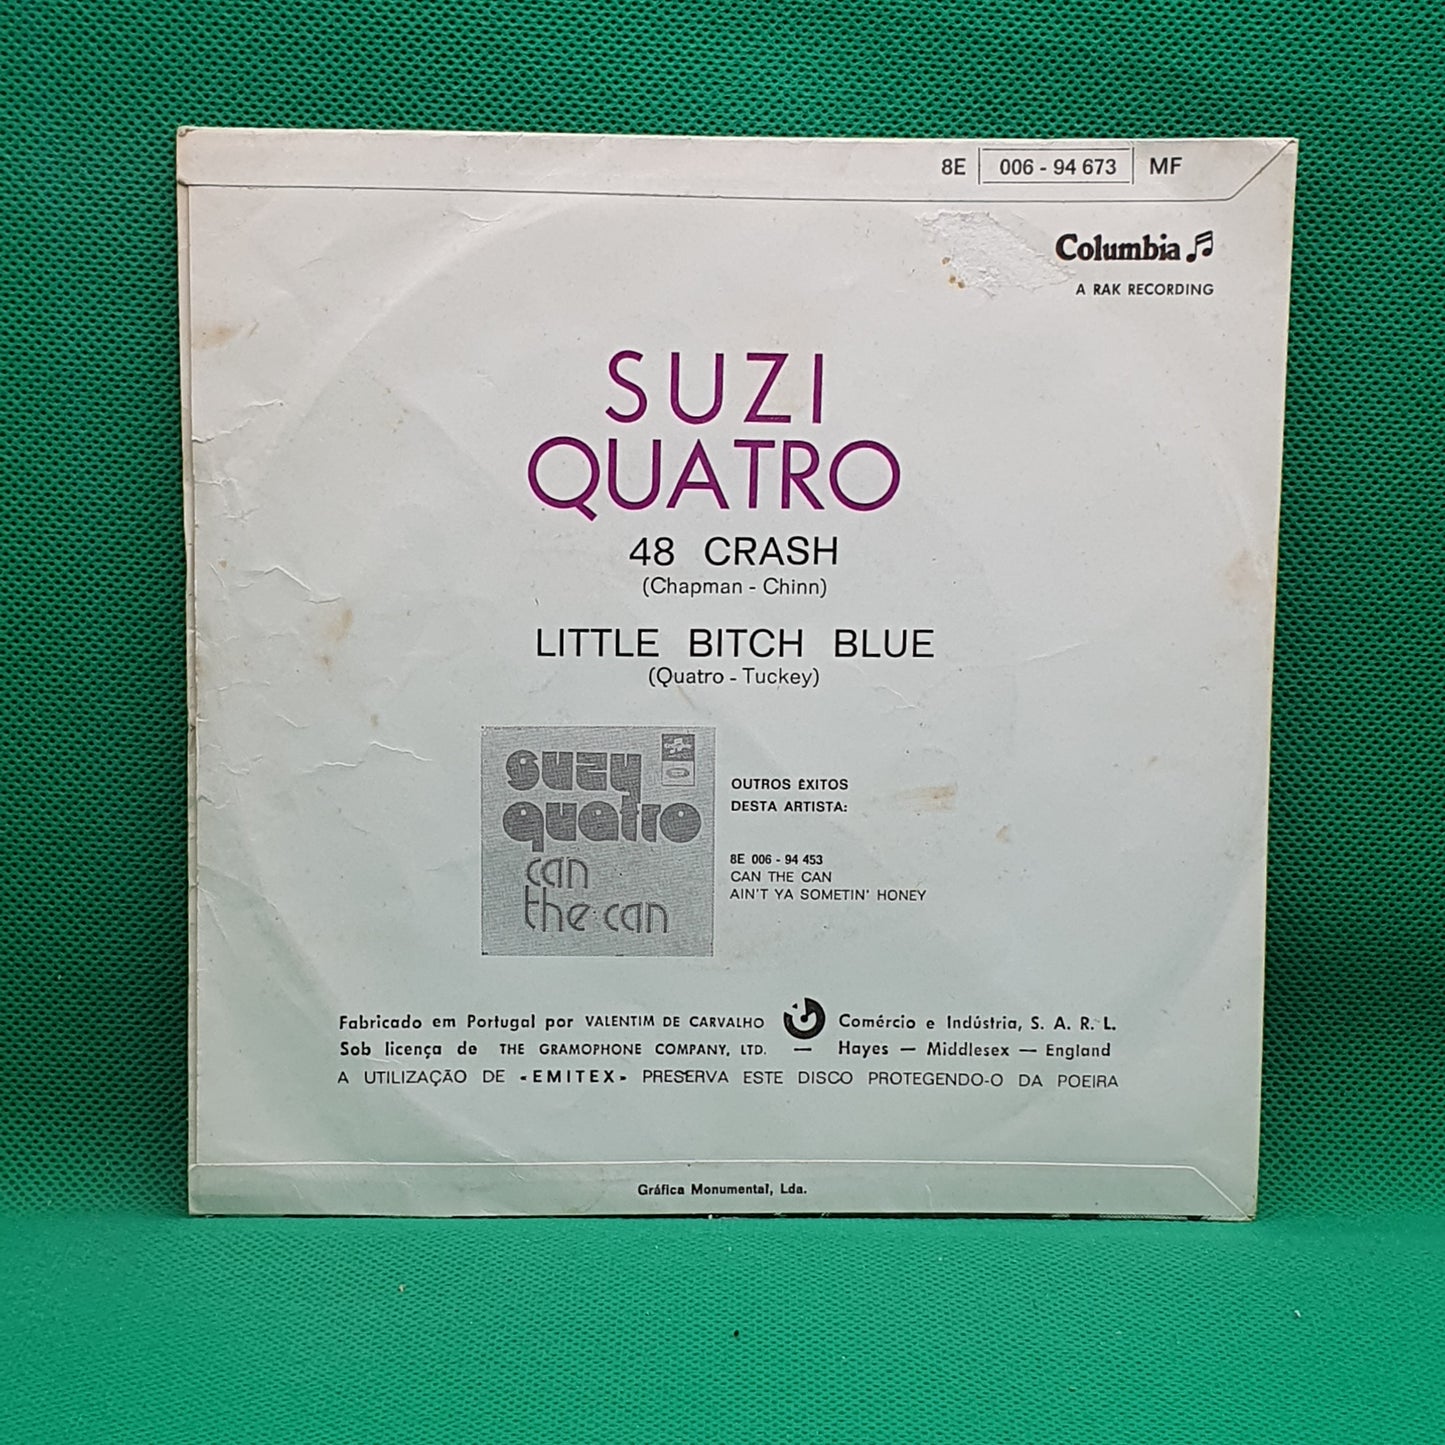 8E 006 - 94 673 MF
Columbia
A RAK RECORDING
SUZI
QUATRO
48 CRASH
(Chapman - Chinn)
LITTLE BITCH BLUE
(Quatro - Tuckey)
suzy
quatro
can
the can
OUTROS ÊXITOS
DESTA ARTISTA:
8E 006 - 94 453
CAN THE CAN
AIN'T YA SOMETIN' HONEY
Fabricado em Portugal por VALENTIM DE CARVALHO Comércio e Indústria, S. A. R. L.
Sob licença de THE GRAMOPHONE COMPANY, LTD. — Hayes — Middlesex — England
A UTILIZAÇÃO DE «EMITEX» PRESERVA ESTE DISCO PROTEGENDO-O DA POEIRA
Gráfica Monumental, Lda.